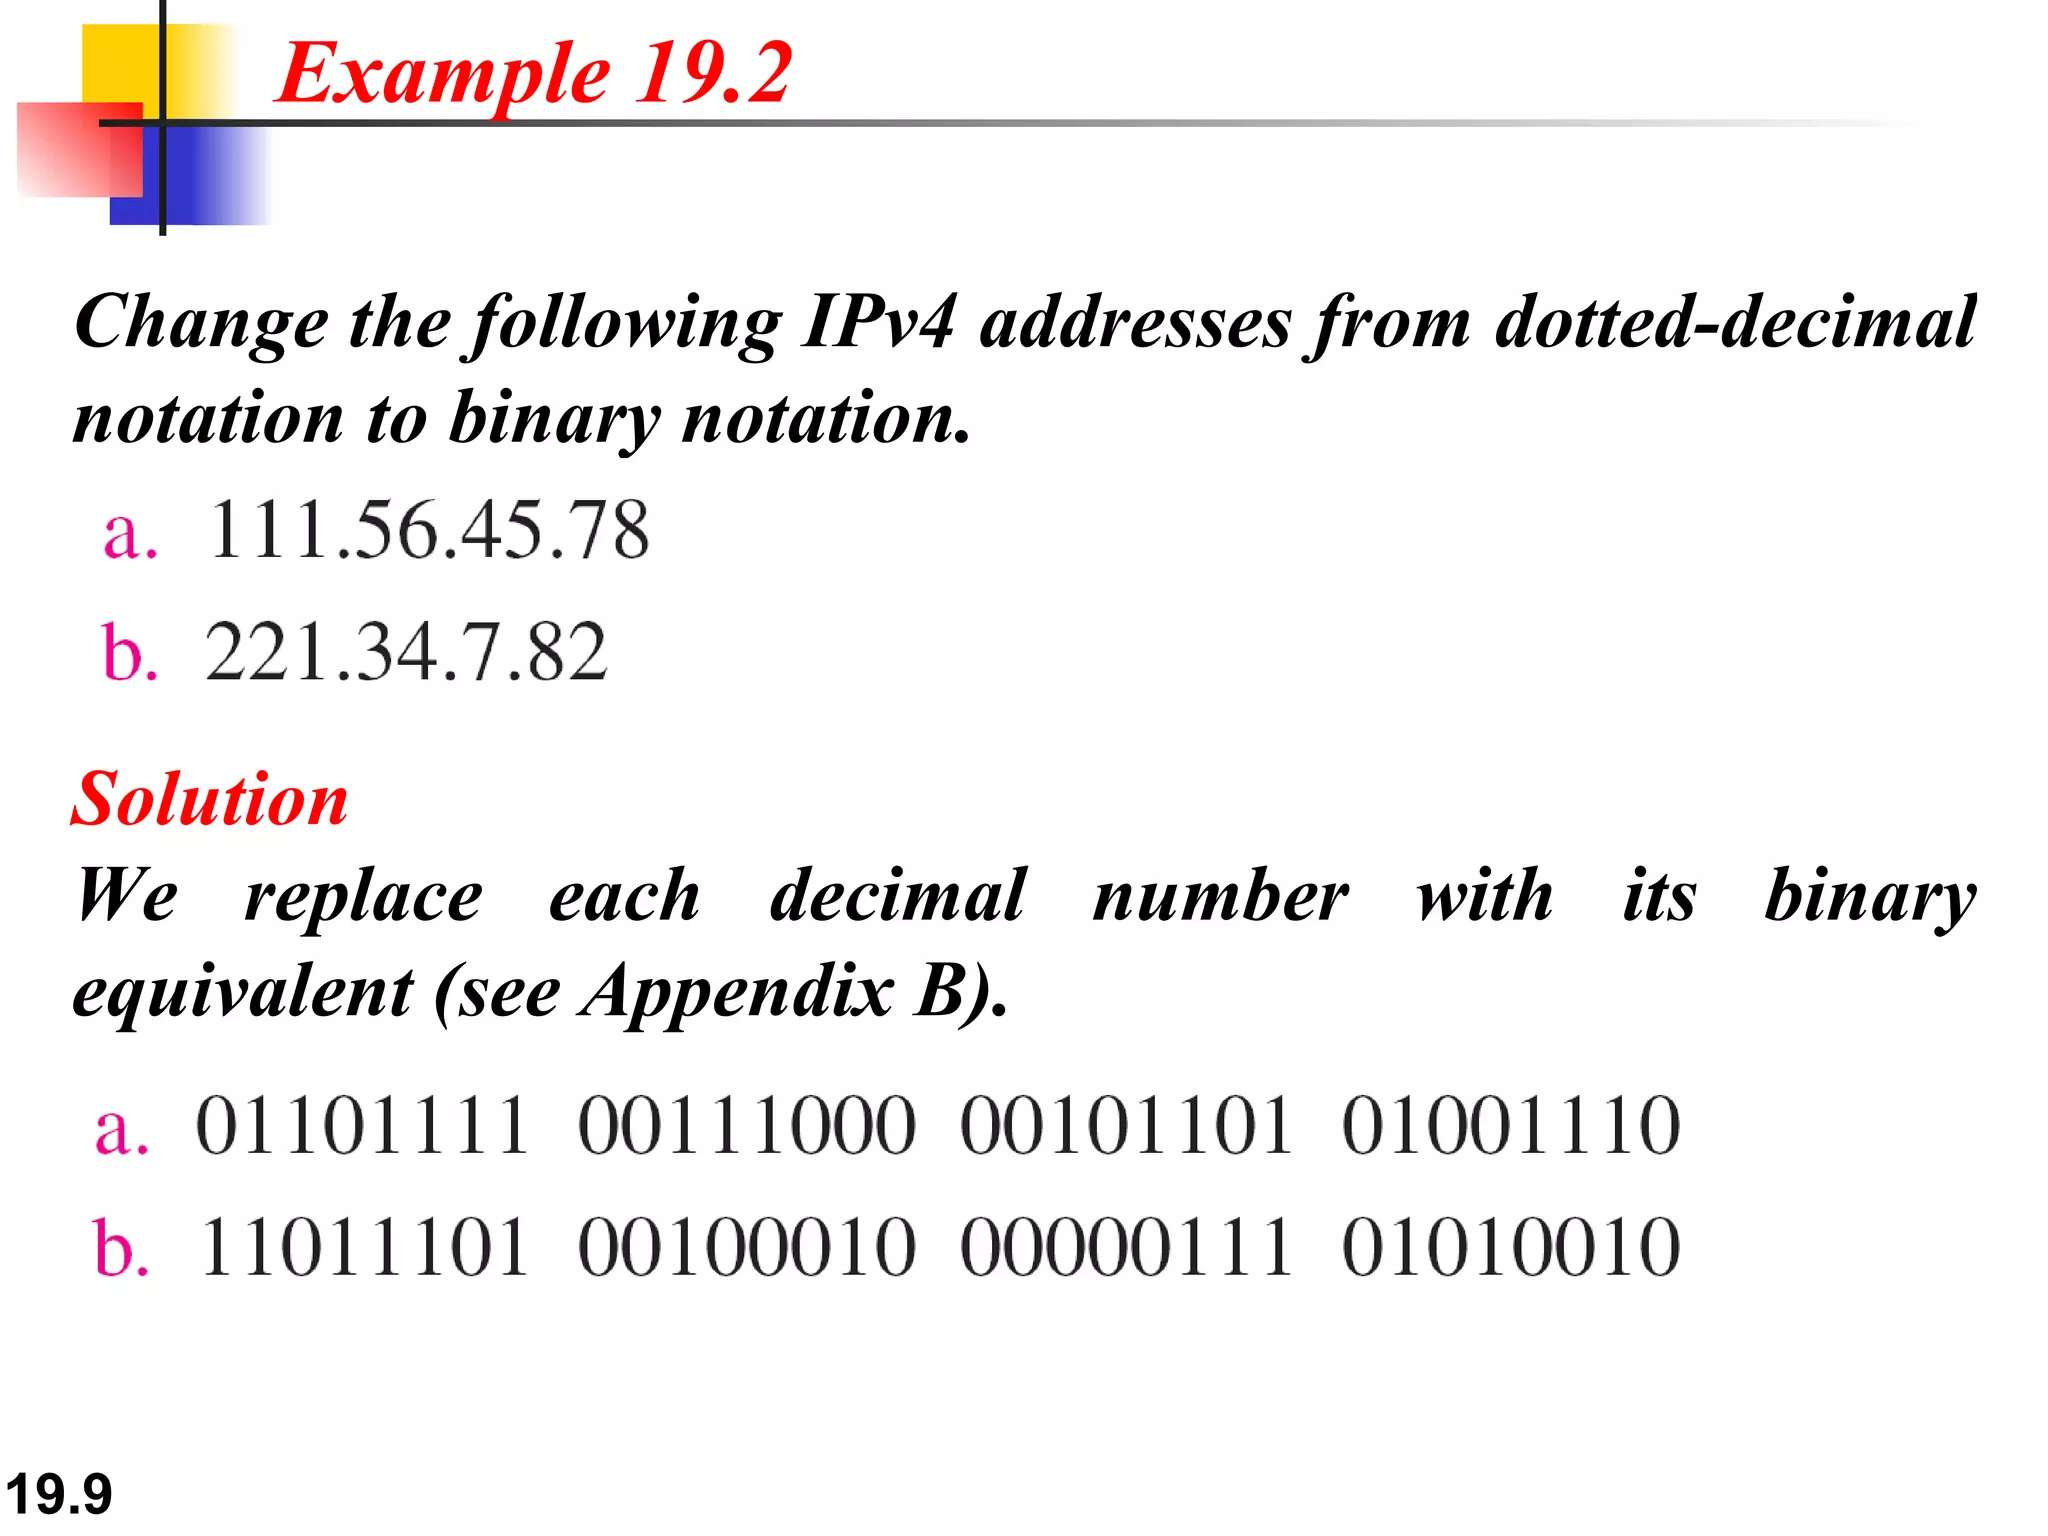 Example 19.2
Change the following IPv4 addresses from dotted-decimal
notation to binary notation.
a. 111.56.45.78
b. 221.34.7.82
Solution
We replace each decimal number with its binary
equivalent (see Appendix B).
a. 01101111 00111000 00101101 01001110
b. 11011101 00100010 00000111 01010010
19.9